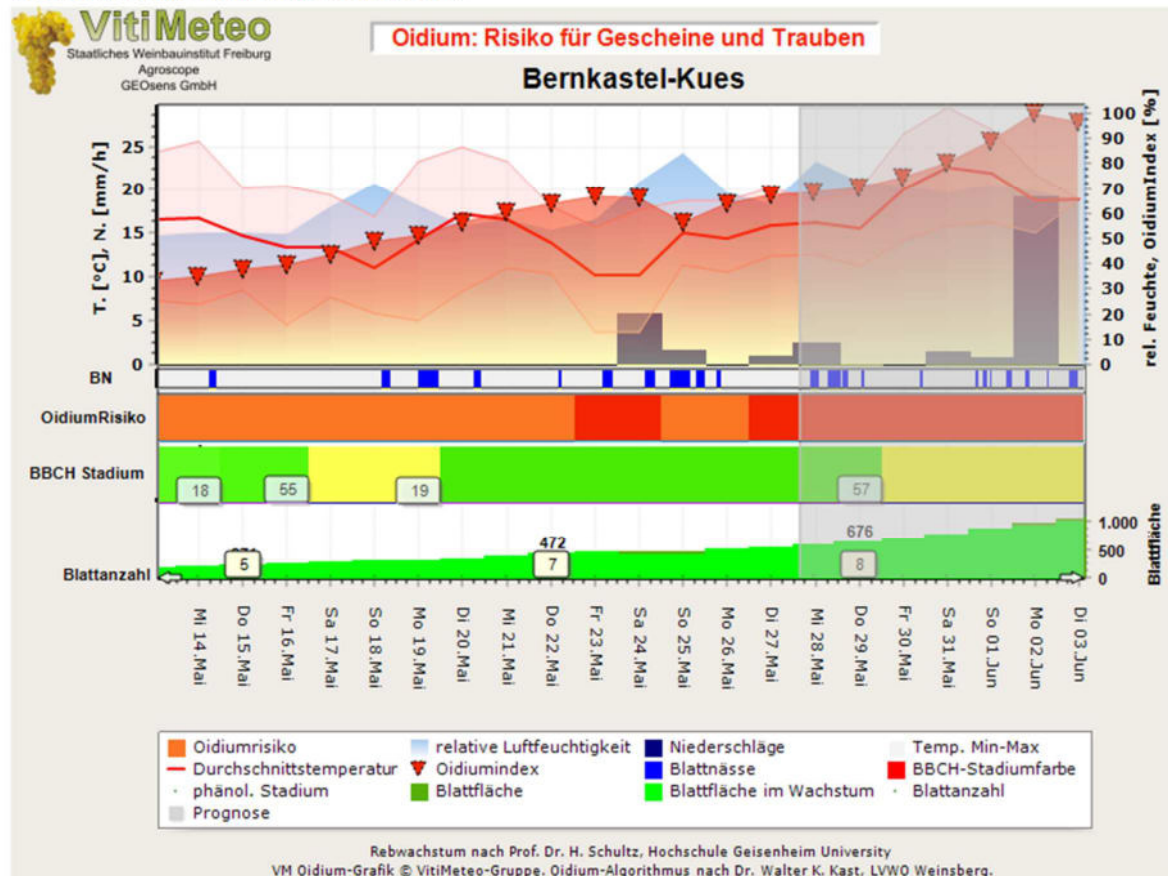 VitiMeteo
Staatliches Weinbauinstitut Freiburg
Agroscope
GEOsens GmbH
Oidium: Risiko für Gescheine und Trauben
Bernkastel-Kues
T. [°C], N. [mm/h]
25
20
15
10
5
0
rel. Feuchte, OidiumIndex [%]
100
90
80
70
60
50
40
30
20
10
0
BN
OidiumRisiko
BBCH Stadium
18
55
19
57
Blattanzahl
5
472
7
676
8
1.000
500
0
Blattfläche
Mi 14.Mai
Do 15.Mai
Fr 16.Mai
Sa 17.Mai
So 18.Mai
Mo 19.Mai
Di 20.Mai
Mi 21.Mai
Do 22.Mai
Fr 23.Mai
Sa 24.Mai
So 25.Mai
Mo 26.Mai
Di 27.Mai
Mi 28.Mai
Do 29.Mai
Fr 30.Mai
Sa 31.Mai
So 01.Jun
Mo 02.Jun
Di 03.Jun
Oidiumrisiko
relative Luftfeuchtigkeit
Niederschläge
Temp. Min-Max
Durchschnittstemperatur
Oidiumindex
Blattnässe
BBCH-Stadiumfarbe
phänol. Stadium
Blattfläche
Blattfläche im Wachstum
Blattanzahl
Prognose
Rebwachstum nach Prof. Dr. H. Schultz, Hochschule Geisenheim University
VM Oidium-Grafik © VitiMeteo-Gruppe. Oidium-Algorithmus nach Dr. Walter K. Kast. LVWO Weinsberg.